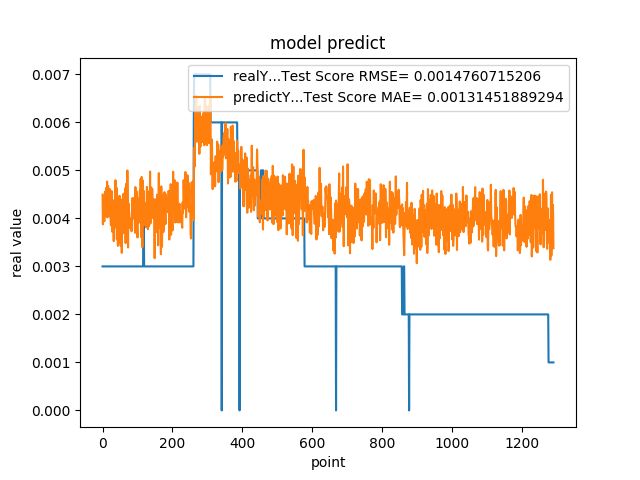 model predict
realY...Test Score RMSE= 0.0014760715206
predictY...Test Score MAE= 0.00131451889294
real value
0.007
0.006
0.005
0.004
0.003
0.002
0.001
0.000
0 200 400 600 800 1000 1200
point